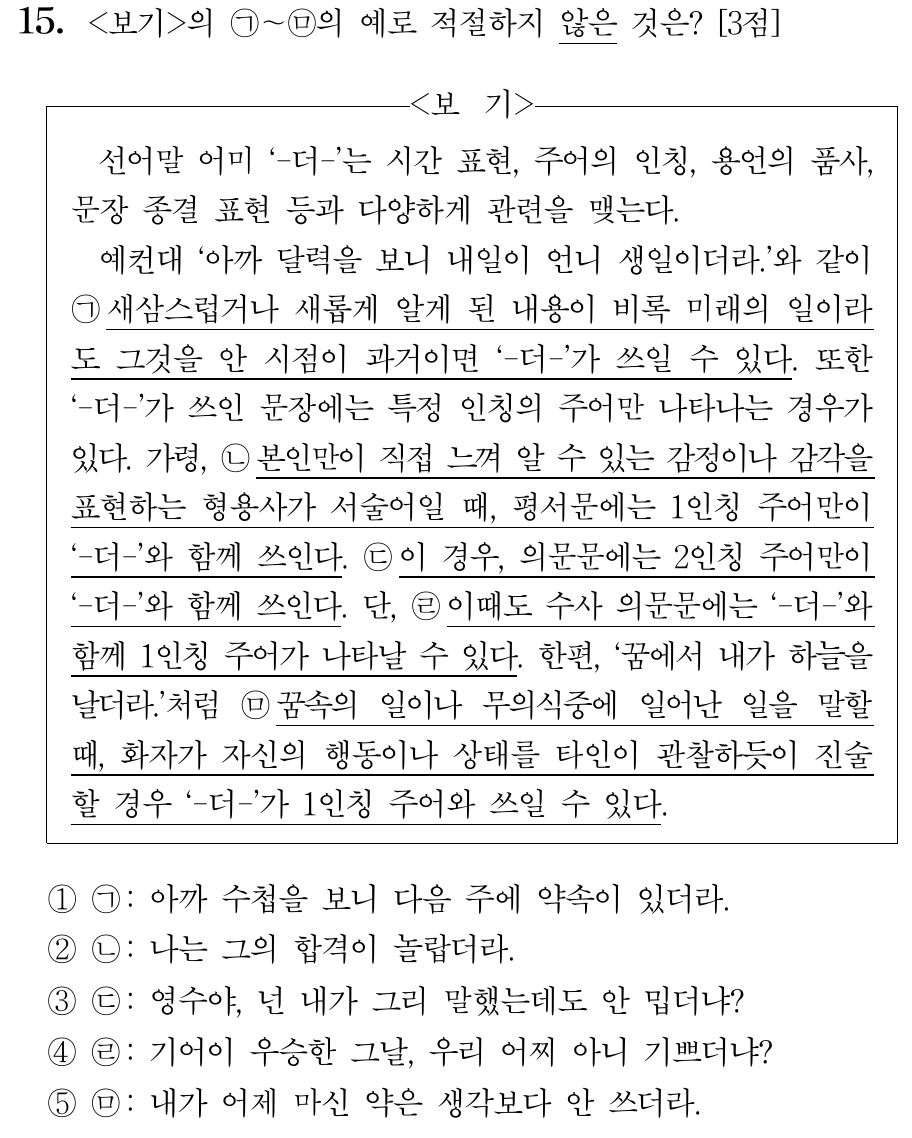 15. <보기>의 ㉠~㉤의 예로 적절하지 않은 것은? [3점]
<보 기>
선어말 어미 ‘-더-’는 시간 표현, 주어의 인칭, 용언의 품사,
문장 종결 표현 등과 다양하게 관련을 맺는다.
예컨대 ‘아까 달력을 보니 내일이 언니 생일이더라.’와 같이
㉠새삼스럽거나 새롭게 알게 된 내용이 비록 미래의 일이라
도 그것을 안 시점이 과거이면 ‘-더-’가 쓰일 수 있다. 또한
‘-더-’가 쓰인 문장에는 특정 인칭의 주어만 나타나는 경우가
있다. 가령, ㉡본인만이 직접 느껴 알 수 있는 감정이나 감각을
표현하는 형용사가 서술어일 때, 평서문에는 1인칭 주어만이
‘-더-’와 함께 쓰인다. ㉢이 경우, 의문문에는 2인칭 주어만이
‘-더-’와 함께 쓰인다. 단, ㉣이때도 수사 의문문에는 ‘-더-’와
함께 1인칭 주어가 나타날 수 있다. 한편, ‘꿈에서 내가 하늘을
날더라.’처럼 ㉤꿈속의 일이나 무의식중에 일어난 일을 말할
때, 화자가 자신의 행동이나 상태를 타인이 관찰하듯이 진술
할 경우 ‘-더-’가 1인칭 주어와 쓰일 수 있다.
① ㉠: 아까 수첩을 보니 다음 주에 약속이 있더라.
② ㉡: 나는 그의 합격이 놀랍더라.
③ ㉢: 영수야, 넌 내가 그리 말했는데도 안 밉더냐?
④ ㉣: 기어이 우승한 그날, 우리 어찌 아니 기쁘더냐?
⑤ ㉤: 내가 어제 마신 약은 생각보다 안 쓰더라.